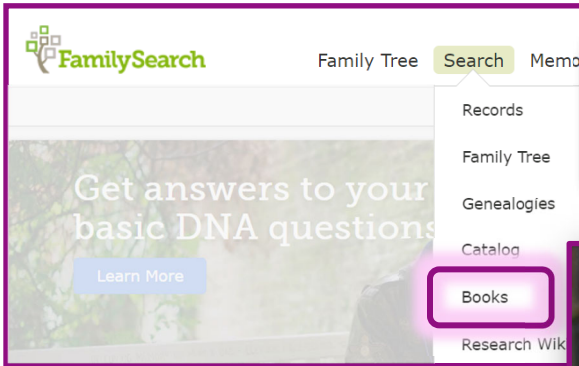 FamilySearch
Family Tree Search
Records
Family Tree
Genealogies
Catalog
Books
Research
Get answers to your
basic DNA questions
Learn More